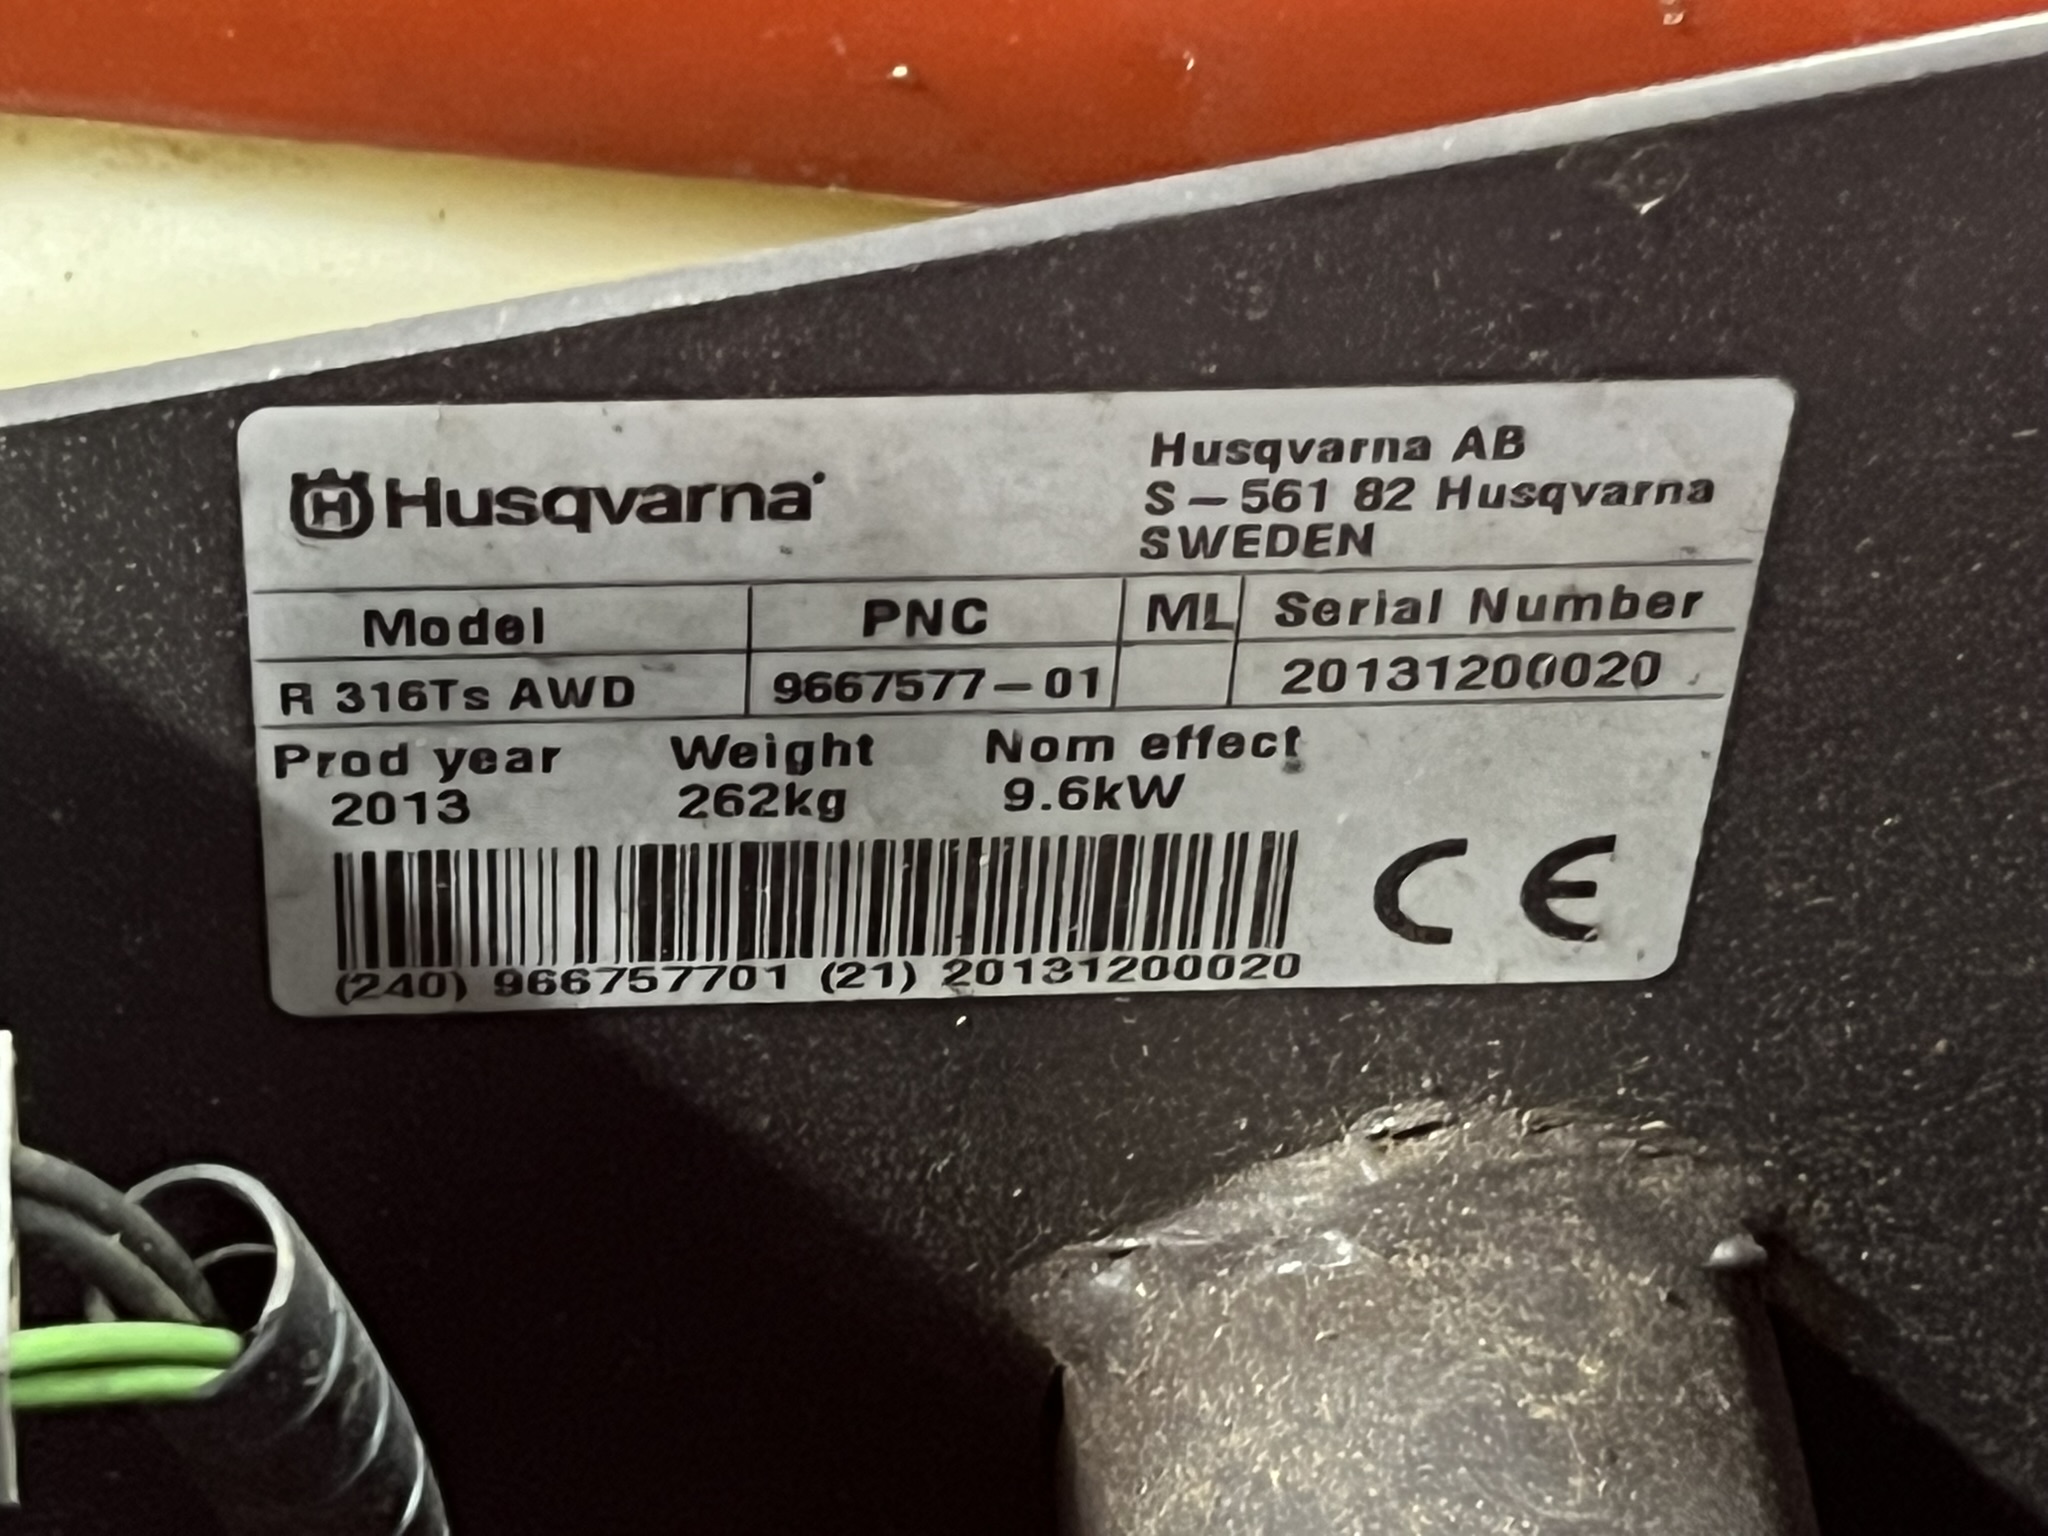 Husqvarna
Husqvarna AB
S-561 82 Husqvarna
SWEDEN
Model PNC ML Serial Number
R 316Ts AWD 9667577-01 20131200020
Prod year Weight Nom effect
2013 262kg 9.6kW
(240) 966757701 (21) 20131200020
CE